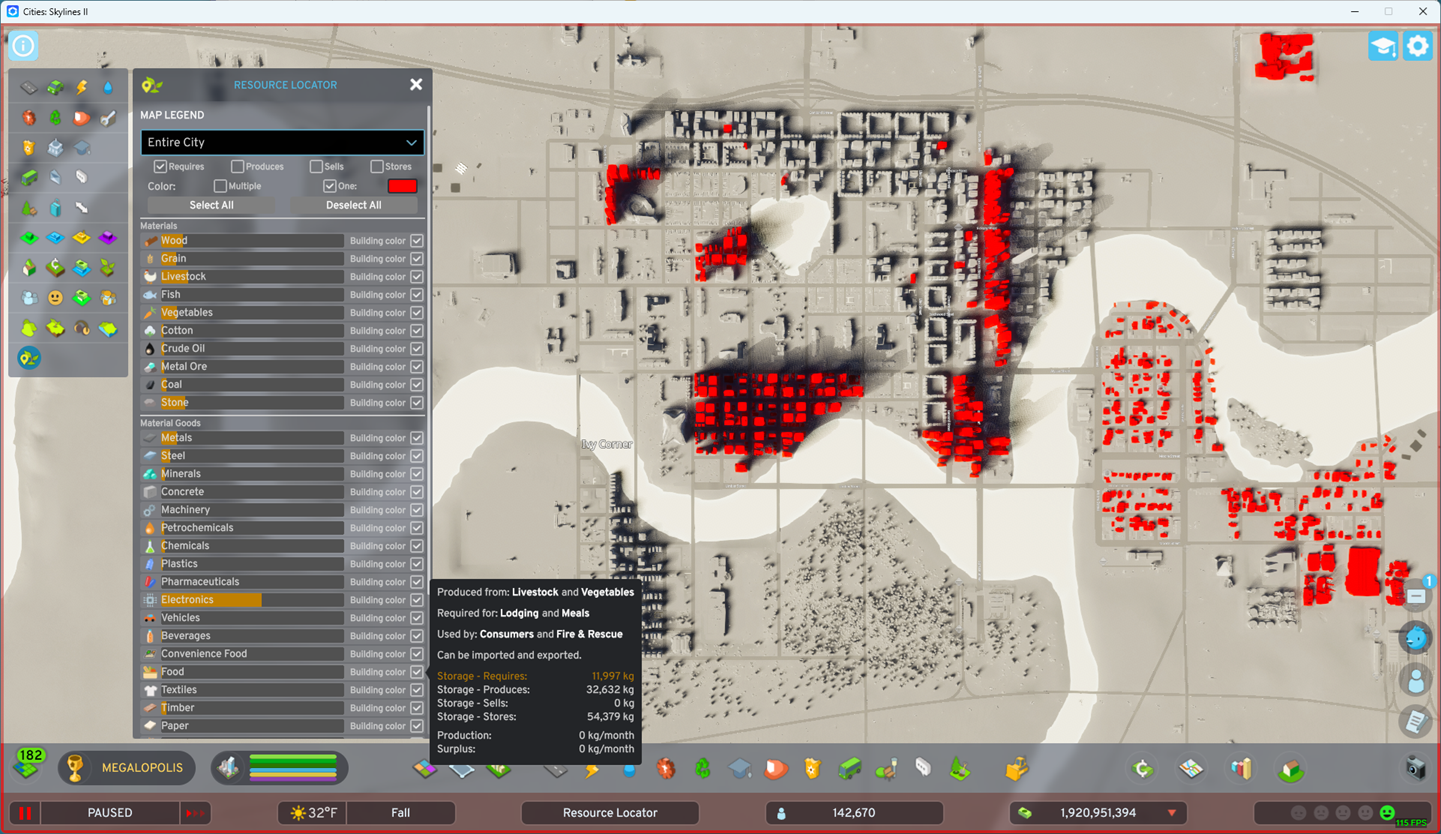 Cities: Skylines II
RESOURCE LOCATOR
MAP LEGEND
Entire City
Requires Produces Sells Stores
Color: Multiple One:
Select All Deselect All
Materials
Wood Building color
Grain Building color
Livestock Building color
Fish Building color
Vegetables Building color
Cotton Building color
Crude Oil Building color
Metal Ore Building color
Coal Building color
Stone Building color
Material Goods
Metals Building color
Steel Building color
Minerals Building color
Concrete Building color
Machinery Building color
Petrochemicals Building color
Chemicals Building color
Plastics Building color
Pharmaceuticals Building color
Electronics Building color
Vehicles Building color
Beverages Building color
Convenience Food Building color
Food Building color
Textiles Building color
Timber Building color
Paper Building color
Ivy Corner
Produced from: Livestock and Vegetables
Required for: Lodging and Meals
Used by: Consumers and Fire & Rescue
Can be imported and exported.
Storage - Requires: 11,997 kg
Storage - Produces: 32,632 kg
Storage - Sells: 0 kg
Storage - Stores: 54,379 kg
Production: 0 kg/month
Surplus: 0 kg/month
1
182
MEGALOPOLIS
PAUSED
32°F
Fall
Resource Locator
142,670
1,920,951,394
115 FPS